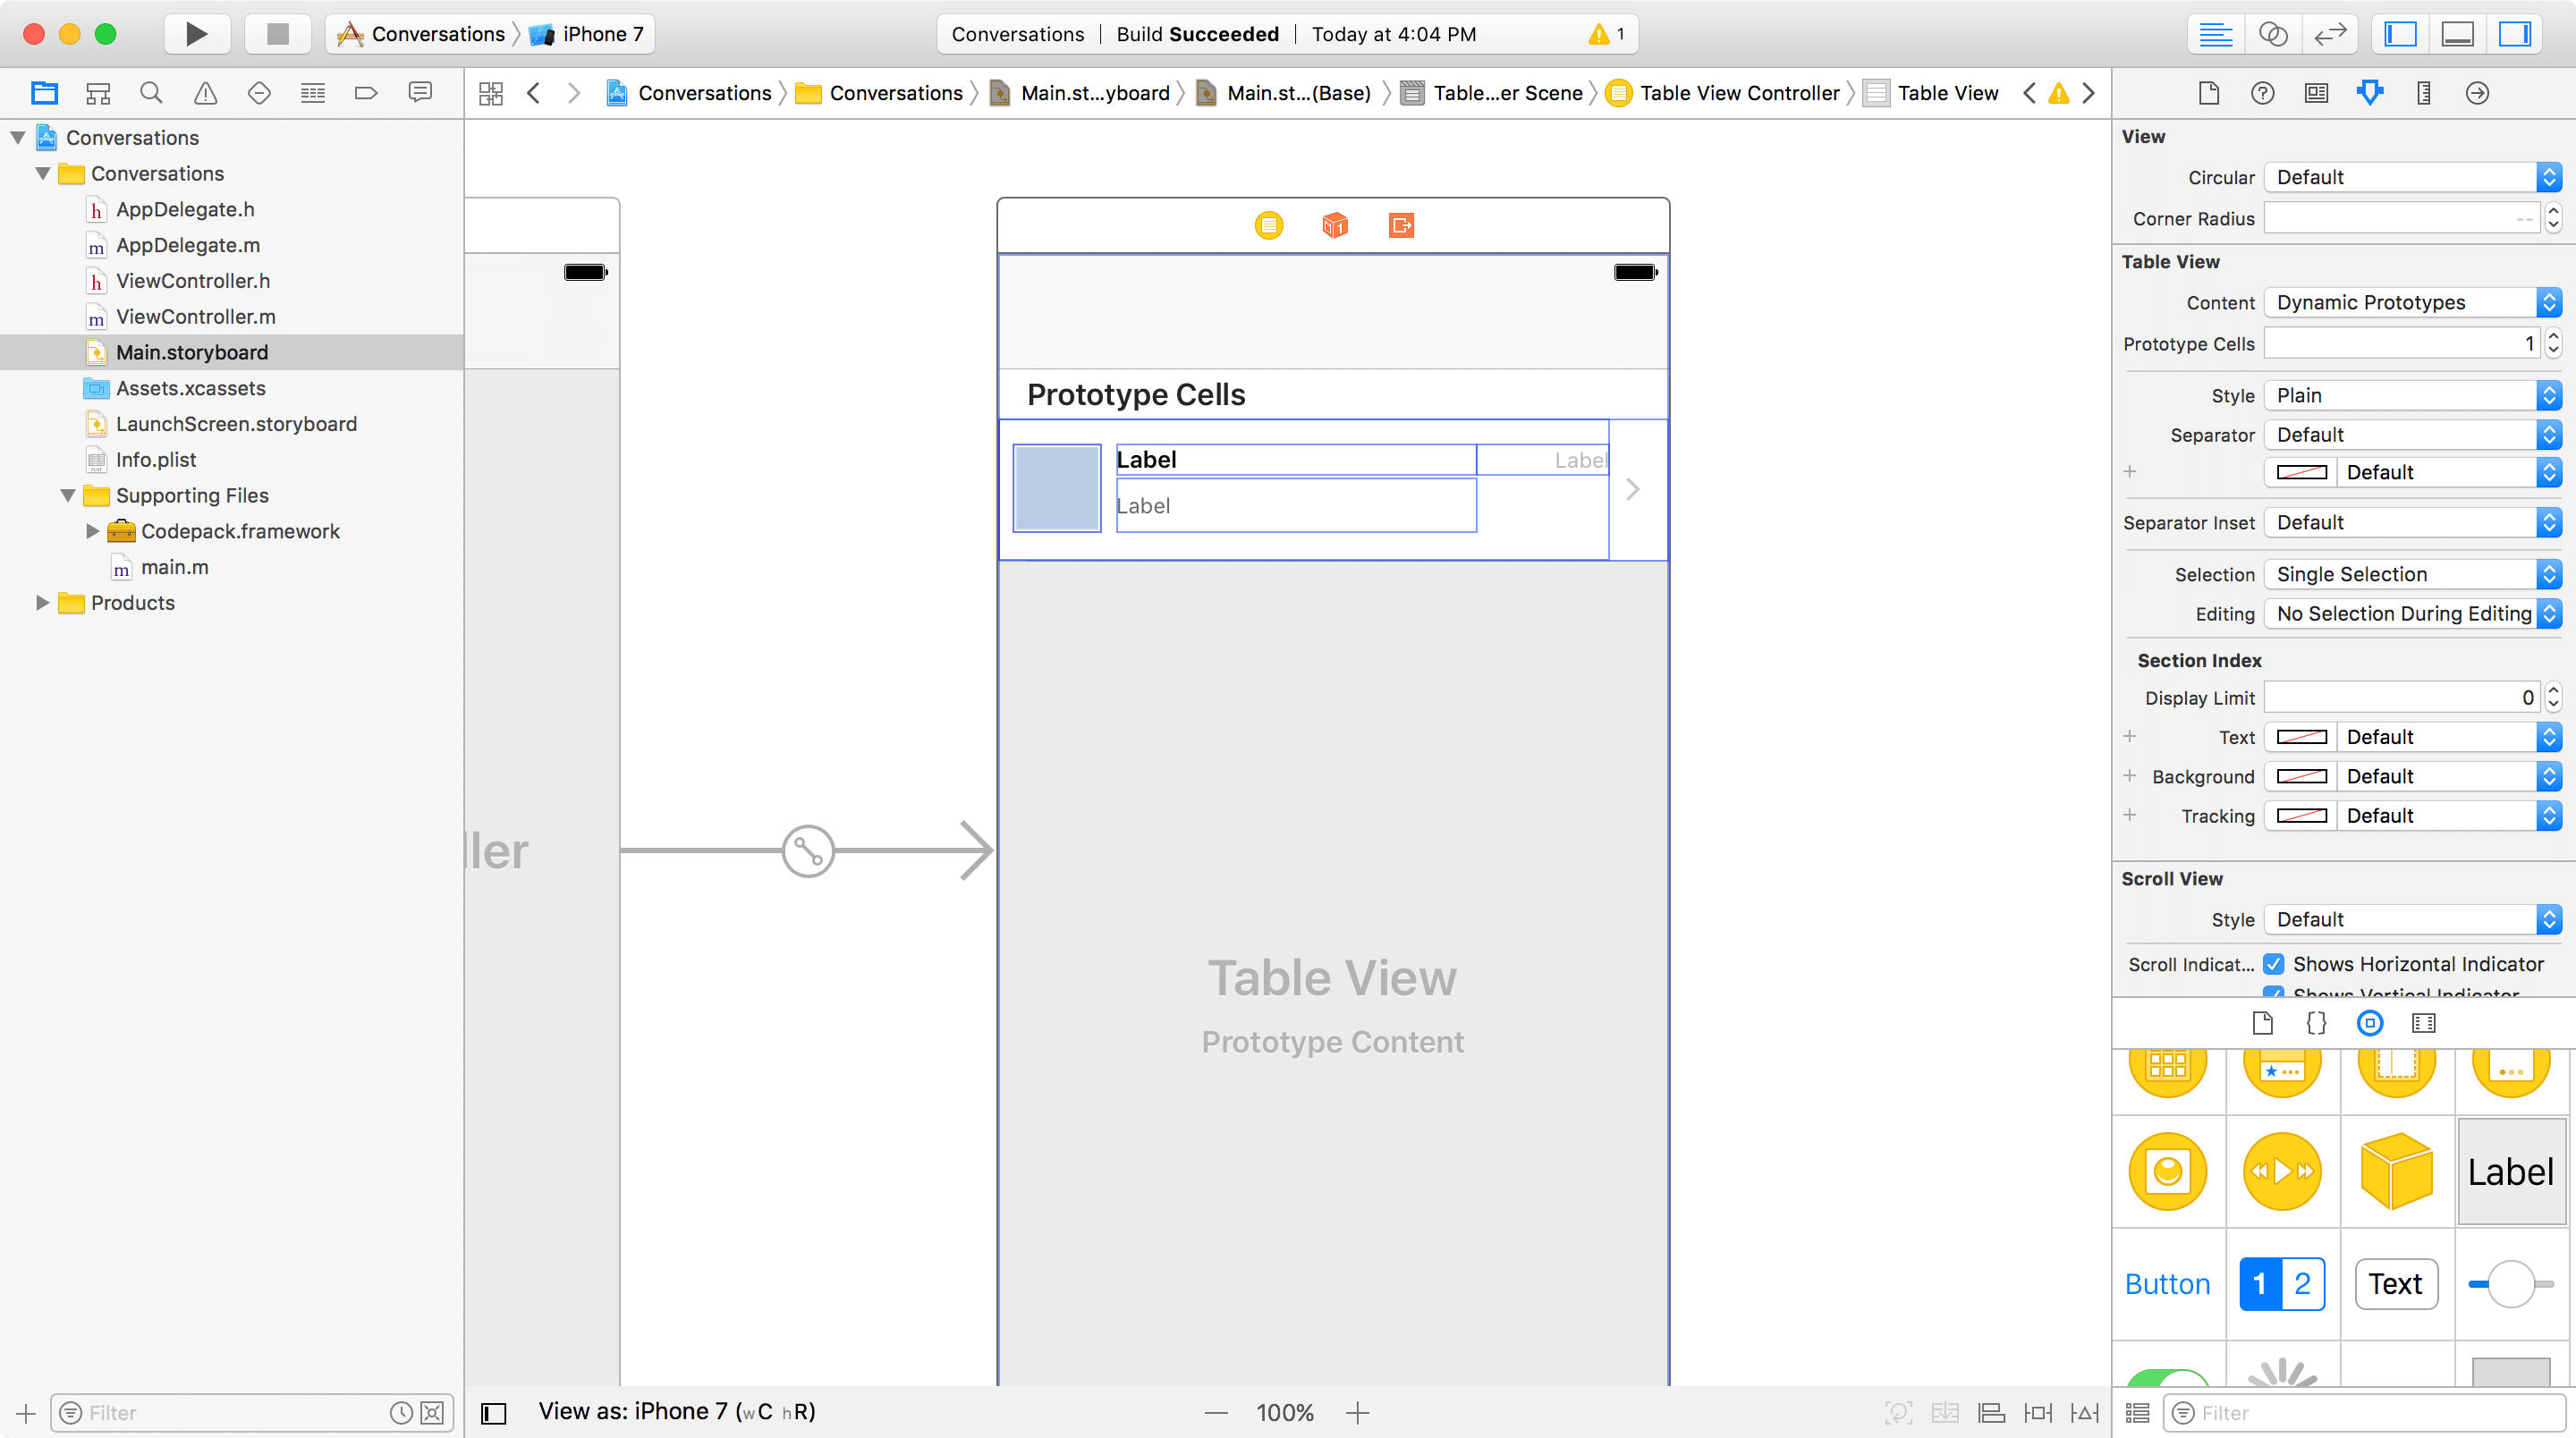 Conversations
iPhone 7
Conversations | Build Succeeded | Today at 4:04 PM
1
Conversations
Conversations
Main.st...yboard
Main.st...(Base)
Table...er Scene
Table View Controller
Table View
Conversations
Conversations
h AppDelegate.h
m AppDelegate.m
h ViewController.h
m ViewController.m
Main.storyboard
Assets.xcassets
LaunchScreen.storyboard
Info.plist
Supporting Files
Codepack.framework
m main.m
Products
Filter
ller
Prototype Cells
Label
Label
Label
Table View
Prototype Content
View as: iPhone 7 (wC hR)
100%
View
Circular Default
Corner Radius --
Table View
Content Dynamic Prototypes
Prototype Cells 1
Style Plain
Separator Default
Default
Separator Inset Default
Selection Single Selection
Editing No Selection During Editing
Section Index
Display Limit 0
Text Default
Background Default
Tracking Default
Scroll View
Style Default
Scroll Indicat... Shows Horizontal Indicator
Shows Vertical Indicator
Label
Button
1 2
Text
Filter